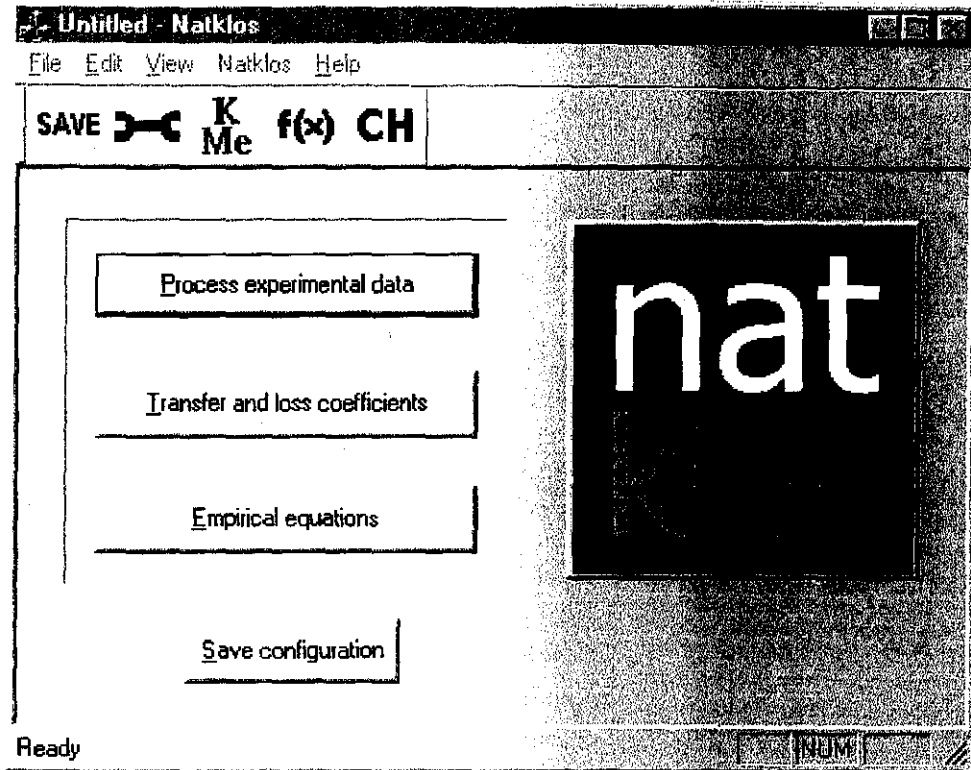 Untitled - Natklos
File Edit View Natklos Help
SAVE K Me f(x) CH
Process experimental data
nat
Transfer and loss coefficients
Empirical equations
Save configuration
Ready
NUM